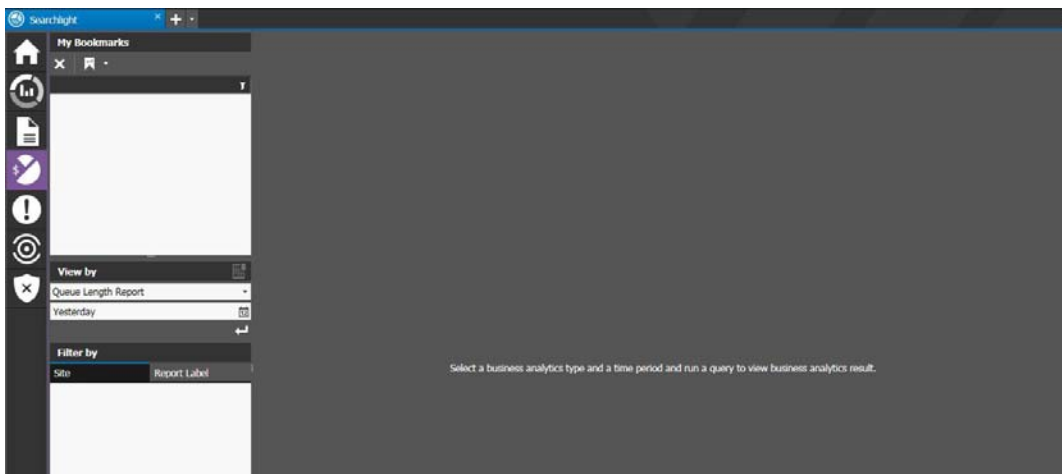 Searchlight
My Bookmarks
View by
Queue Length Report
Yesterday
Filter by
Site Report Label
Select a business analytics type and a time period and run a query to view business analytics result.